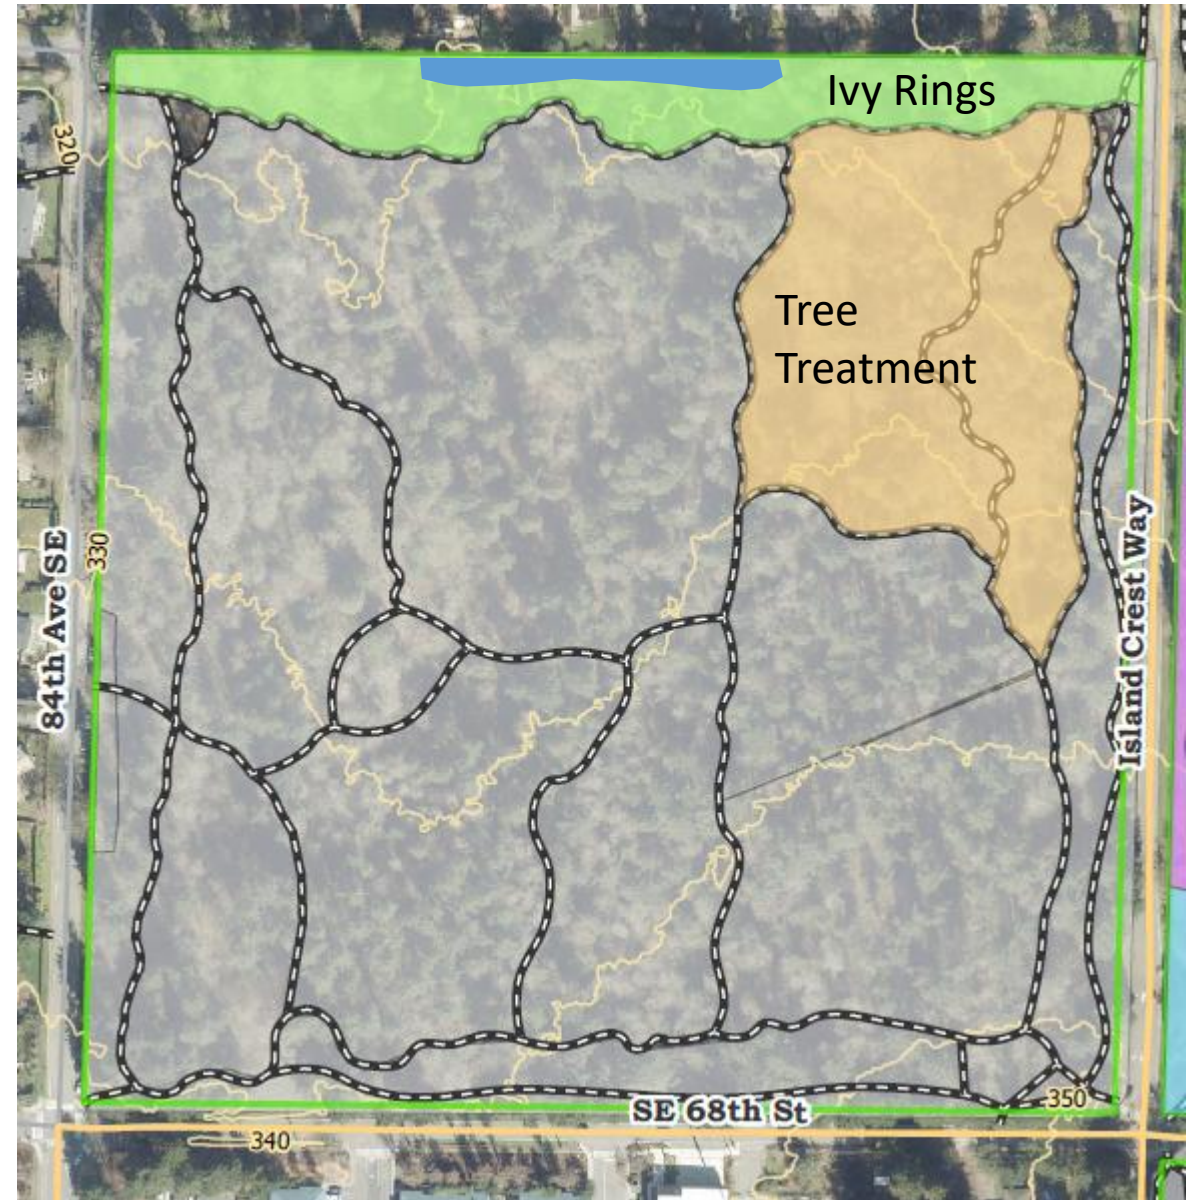 Ivy Rings
320
Tree
Treatment
330
84th Ave SE
Island Crest Way
350
SE 68th St
340